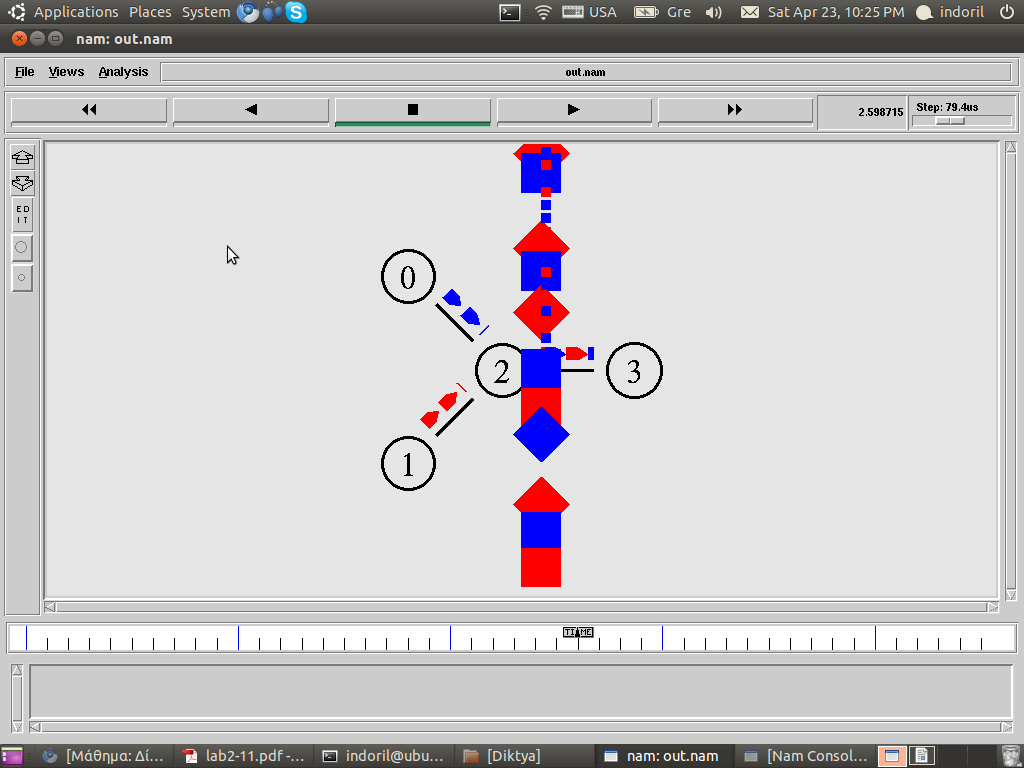 Applications Places System USA Gre Sat Apr 23, 10:25 PM indoril
nam: out.nam
File Views Analysis out.nam
2.598715 Step: 79.4us
E D
I T
0
2 3
1
TIME
[Μάθημα: Δί... lab2-11.pdf -... indoril@ubu... [Diktya] nam: out.nam [Nam Consol...